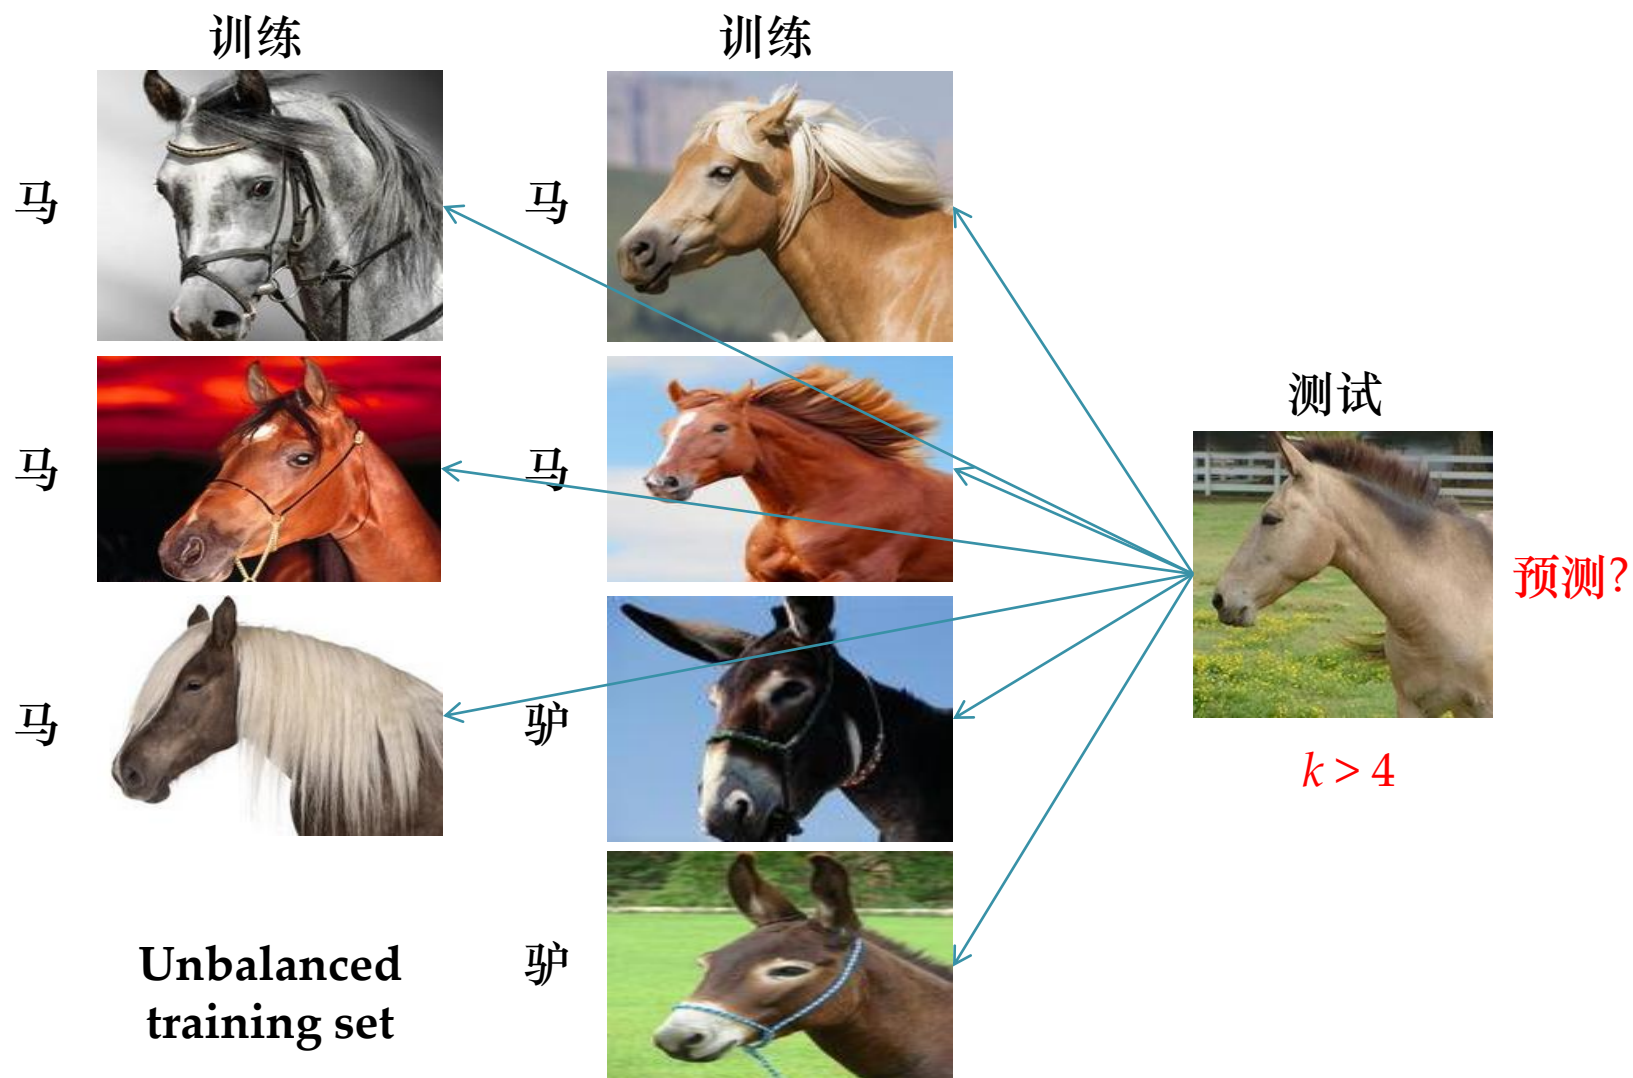 训练
训练
马
马
马
马
测试
预测?
马
驴
k > 4
Unbalanced
training set
驴